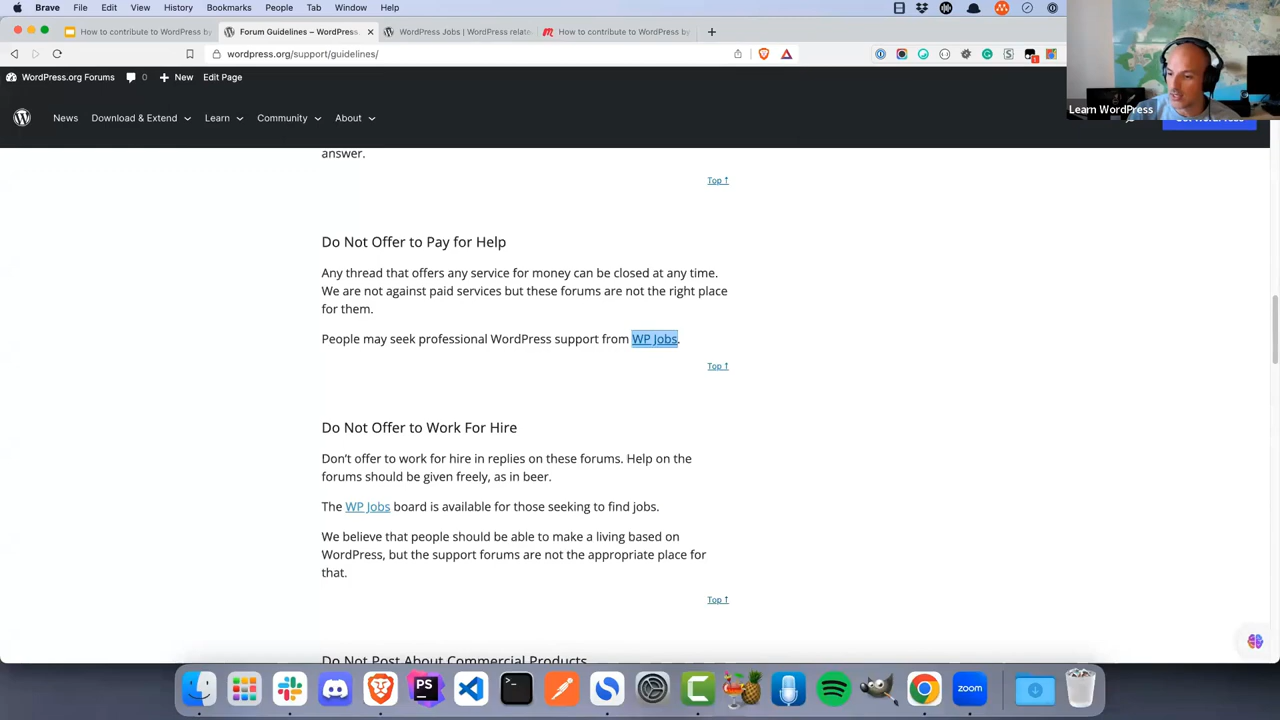 Brave File Edit View History Bookmarks People Tab Window Help
How to contribute to WordPress by
Forum Guidelines – WordPress.
WordPress Jobs | WordPress relate
How to contribute to WordPress by
wordpress.org/support/guidelines/
WordPress.org Forums 0 New Edit Page
Learn WordPress
News Download & Extend Learn Community About
answer.
Top ↑
Do Not Offer to Pay for Help
Any thread that offers any service for money can be closed at any time.
We are not against paid services but these forums are not the right place
for them.
People may seek professional WordPress support from WP Jobs.
Top ↑
Do Not Offer to Work For Hire
Don't offer to work for hire in replies on these forums. Help on the
forums should be given freely, as in beer.
The WP Jobs board is available for those seeking to find jobs.
We believe that people should be able to make a living based on
WordPress, but the support forums are not the appropriate place for
that.
Top ↑
Do Not Post About Commercial Products
PS
zoom